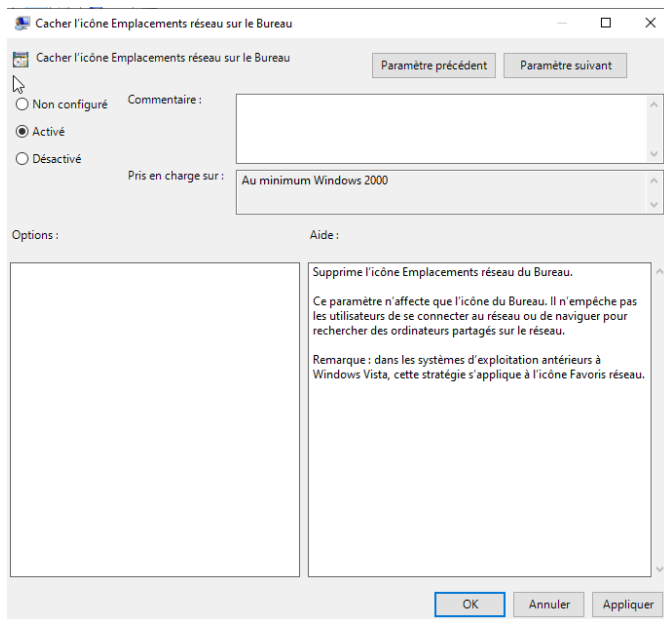 Cacher l'icône Emplacements réseau sur le Bureau
Cacher l'icône Emplacements réseau sur le Bureau
Paramètre précédent
Paramètre suivant
Non configuré
Activé
Désactivé
Commentaire :
Pris en charge sur :
Au minimum Windows 2000
Options :
Aide :
Supprime l'icône Emplacements réseau du Bureau.
Ce paramètre n'affecte que l'icône du Bureau. Il n'empêche pas
les utilisateurs de se connecter au réseau ou de naviguer pour
rechercher des ordinateurs partagés sur le réseau.
Remarque : dans les systèmes d'exploitation antérieurs à
Windows Vista, cette stratégie s'applique à l'icône Favoris réseau.
OK
Annuler
Appliquer